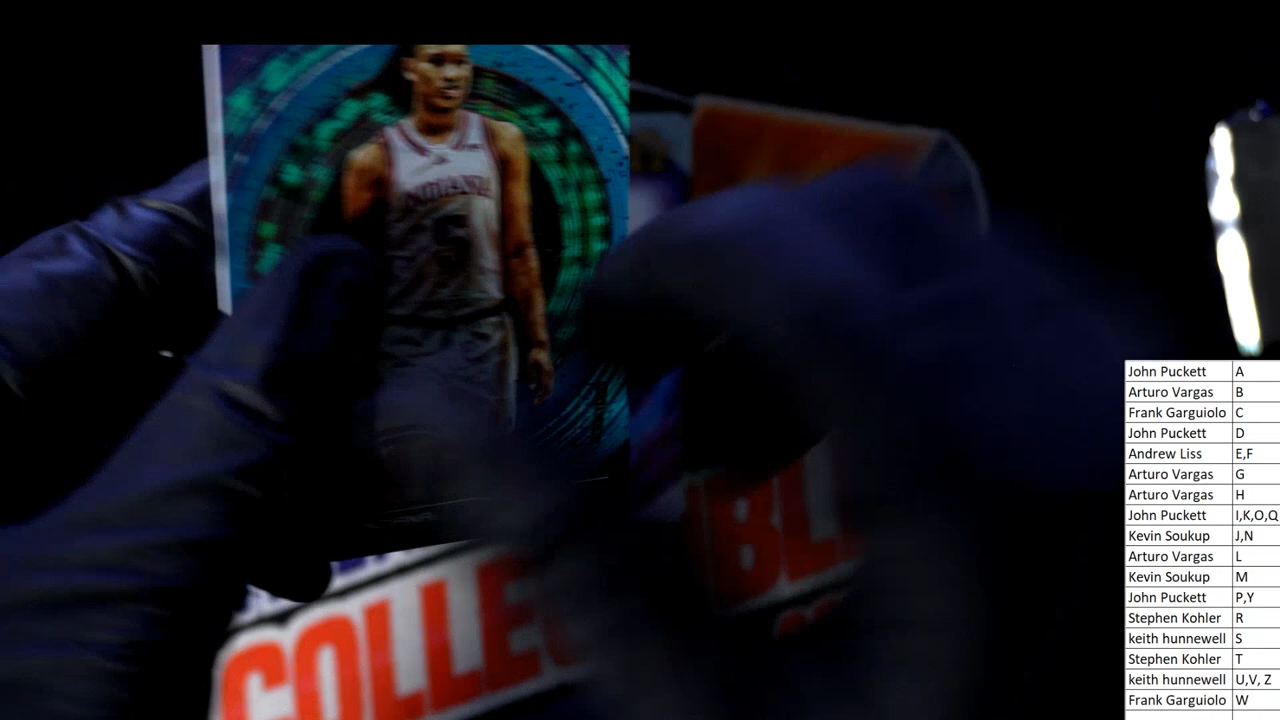 INDIANA
5
COLLE
BL
John Puckett A
Arturo Vargas B
Frank Garguiolo C
John Puckett D
Andrew Liss E,F
Arturo Vargas G
Arturo Vargas H
John Puckett I,K,O,Q
Kevin Soukup J,N
Arturo Vargas L
Kevin Soukup M
John Puckett P,Y
Stephen Kohler R
keith hunnewell S
Stephen Kohler T
keith hunnewell U,V, Z
Frank Garguiolo W